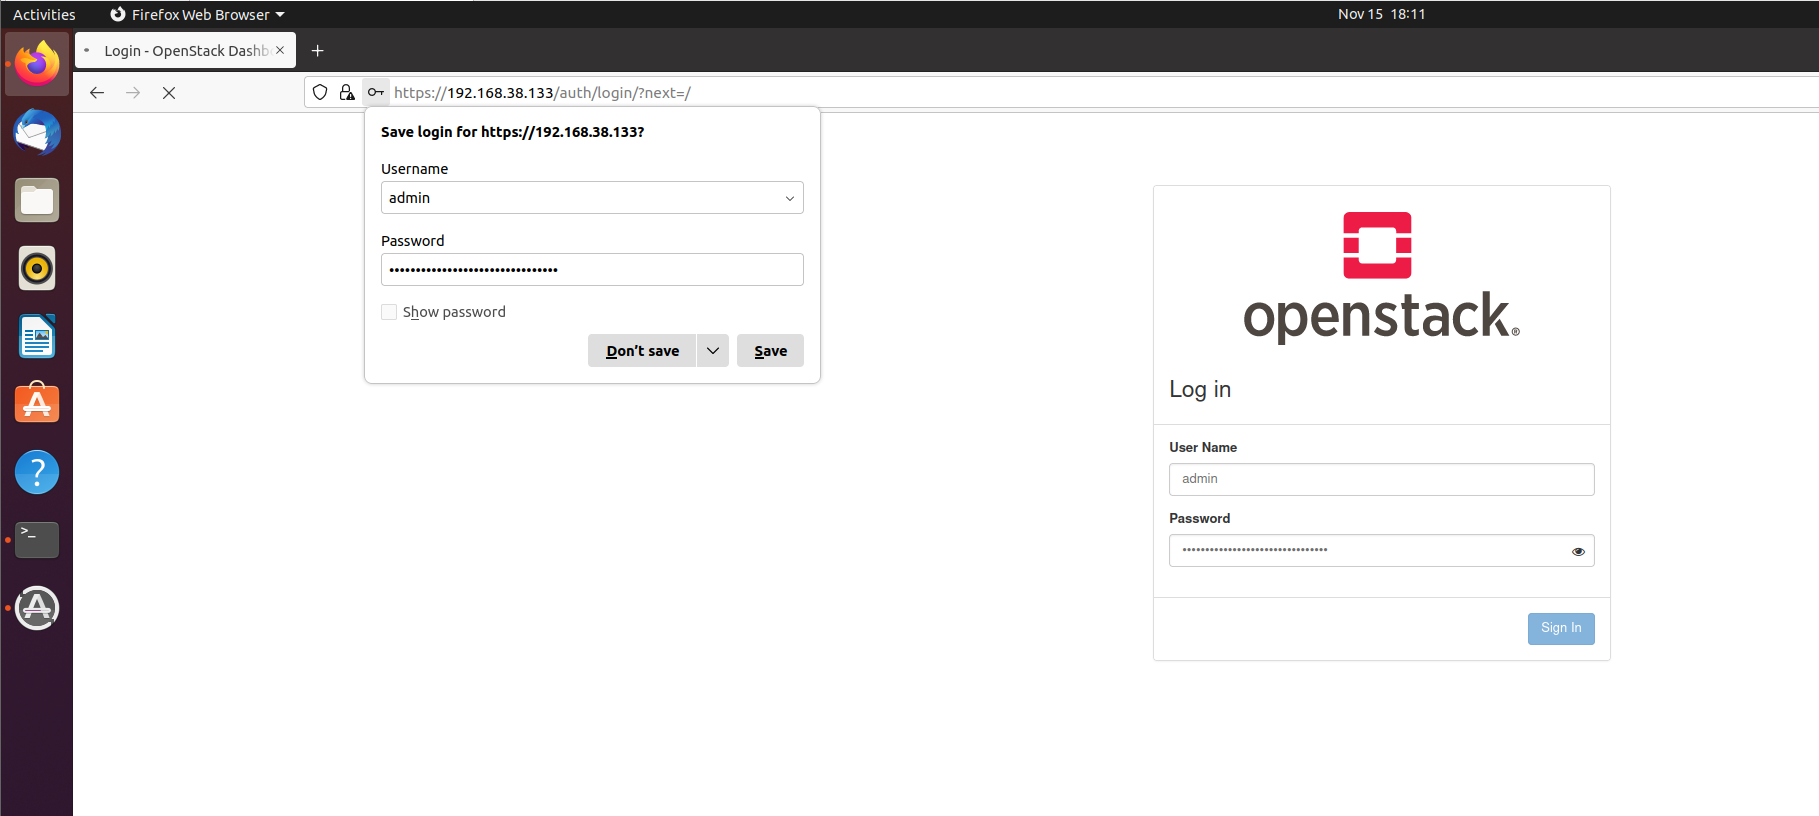 Activities
Firefox Web Browser
Nov 15 18:11
Login - OpenStack Dashb
https://192.168.38.133/auth/login/?next=/
Save login for https://192.168.38.133?
Username
admin
Password
••••••••••••••••••••••••••••••••
Show password
Don't save
Save
openstack®
Log in
User Name
admin
Password
••••••••••••••••••••••••••••••••
Sign In